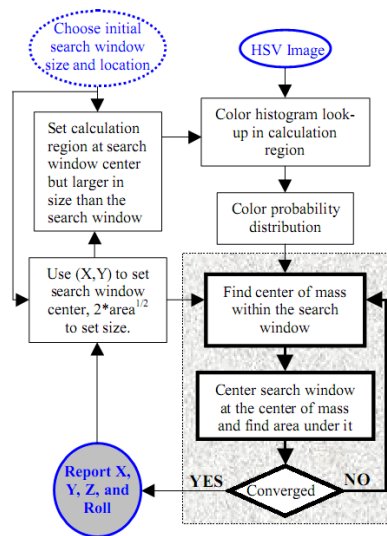 Choose initial
search window
size and location
HSV Image
Set calculation
region at search
window center
but larger in
size than the
search window
Color histogram look-
up in calculation
region
Color probability
distribution
Use (X,Y) to set
search window
center, 2*area^1/2
to set size.
Find center of mass
within the search
window
Center search window
at the center of mass
and find area under it
Report X,
Y, Z, and
Roll
YES
Converged
NO